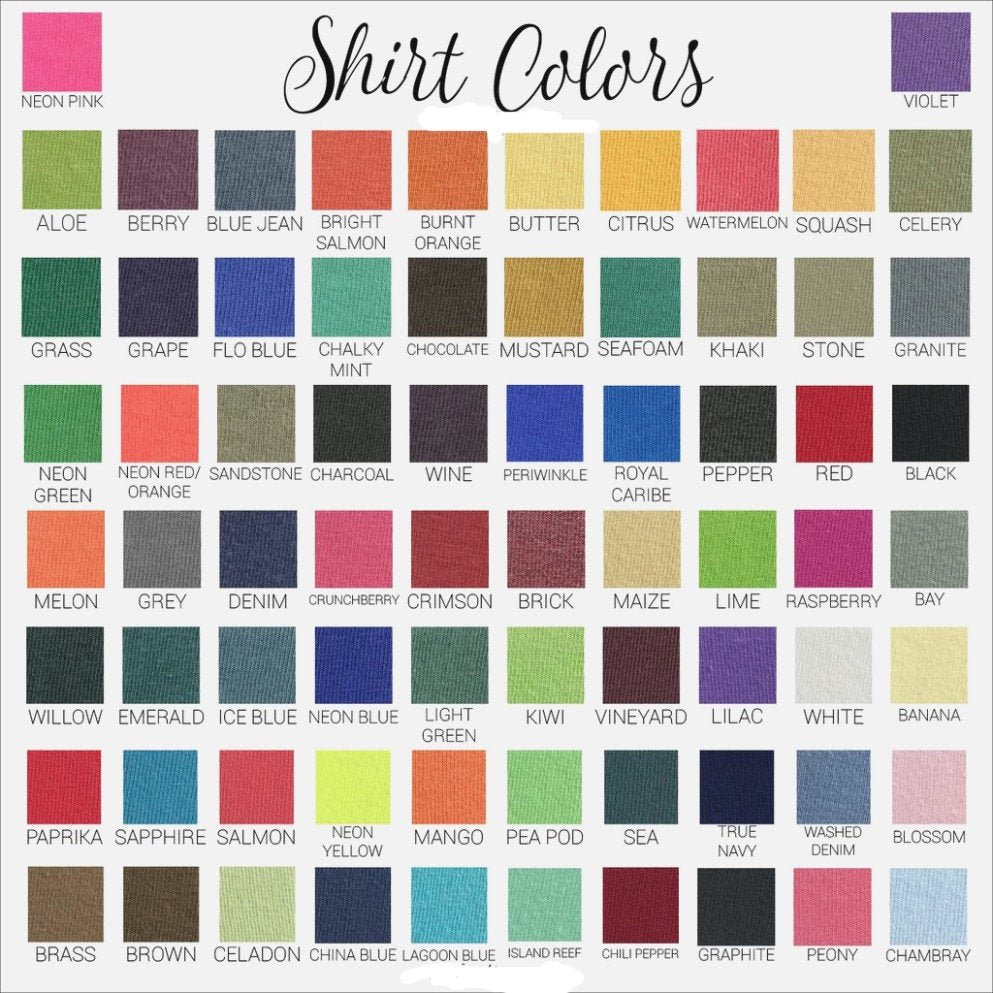 Shirt Colors
NEON PINK
VIOLET
ALOE
BERRY
BLUE JEAN
BRIGHT
SALMON
BURNT
ORANGE
BUTTER
CITRUS
WATERMELON
SQUASH
CELERY
GRASS
GRAPE
FLO BLUE
CHALKY
MINT
CHOCOLATE
MUSTARD
SEAFOAM
KHAKI
STONE
GRANITE
NEON
GREEN
NEON RED/
ORANGE
SANDSTONE
CHARCOAL
WINE
PERIWINKLE
ROYAL
CARIBE
PEPPER
RED
BLACK
MELON
GREY
DENIM
CRUNCHBERRY
CRIMSON
BRICK
MAIZE
LIME
RASPBERRY
BAY
WILLOW
EMERALD
ICE BLUE
NEON BLUE
LIGHT
GREEN
KIWI
VINEYARD
LILAC
WHITE
BANANA
PAPRIKA
SAPPHIRE
SALMON
NEON
YELLOW
MANGO
PEA POD
SEA
TRUE
NAVY
WASHED
DENIM
BLOSSOM
BRASS
BROWN
CELADON
CHINA BLUE
LAGOON BLUE
ISLAND REEF
CHILI PEPPER
GRAPHITE
PEONY
CHAMBRAY